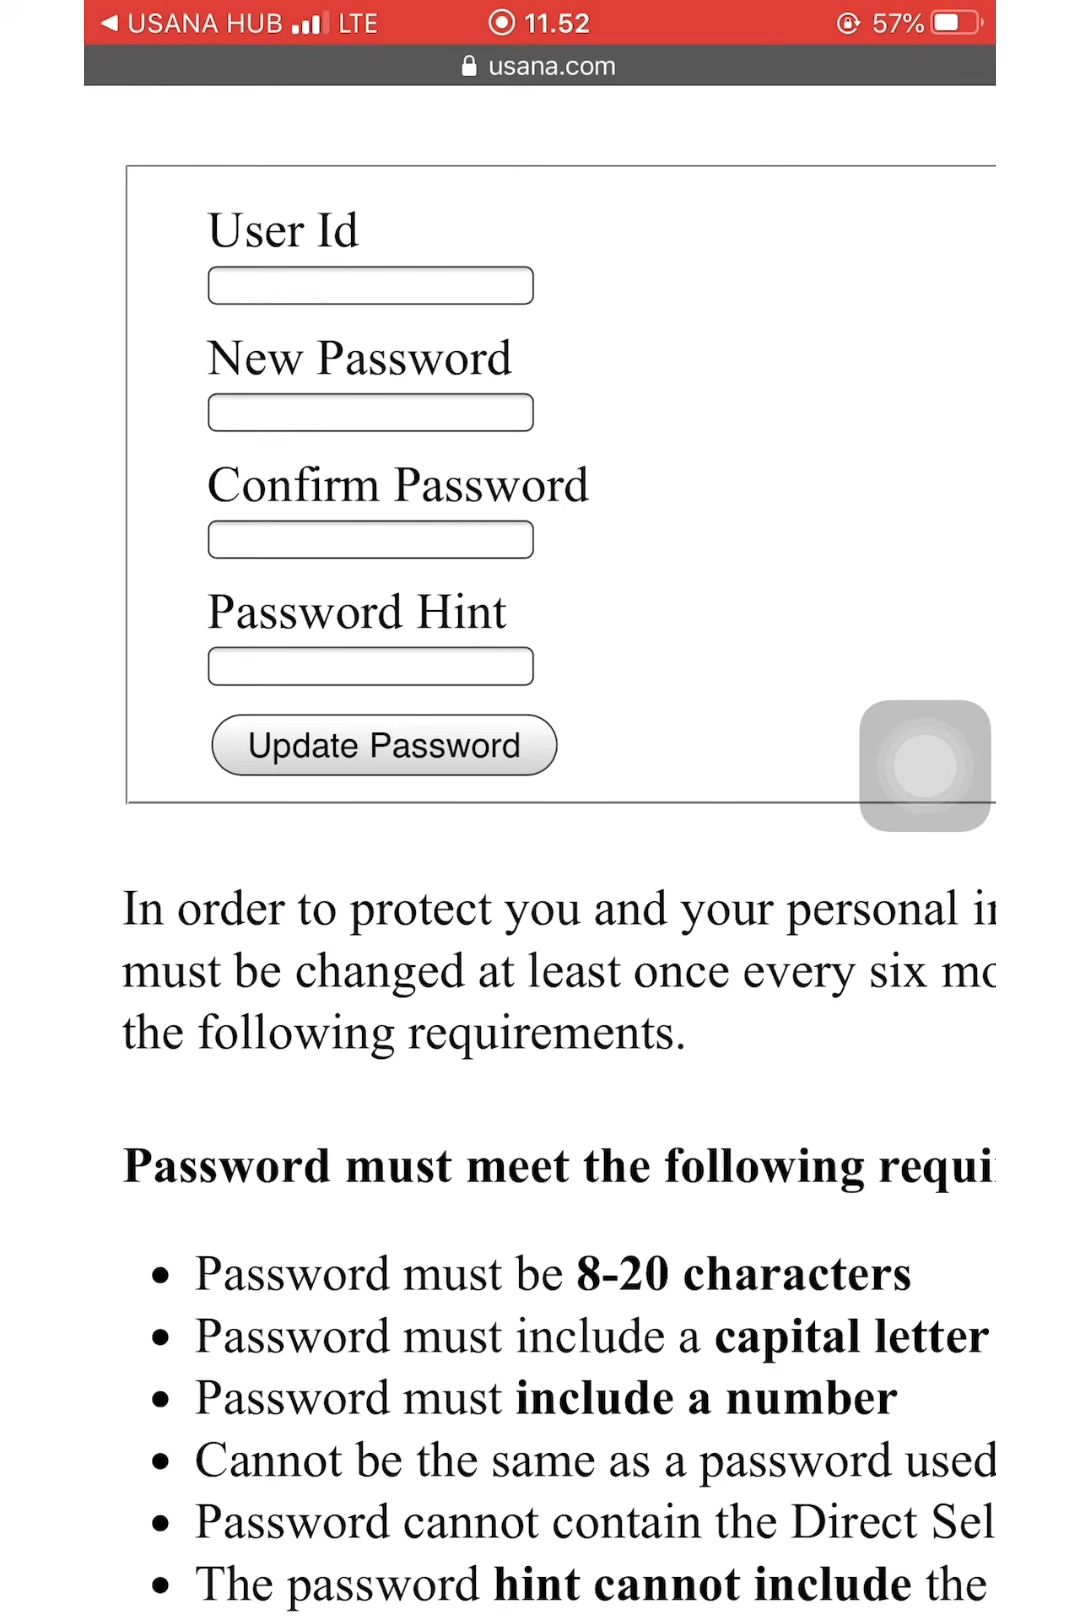 ◀ USANA HUB LTE 11.52 57%
usana.com
User Id
New Password
Confirm Password
Password Hint
Update Password
In order to protect you and your personal
must be changed at least once every six
the following requirements.
Password must meet the following
Password must be 8-20 characters
Password must include a capital letter
Password must include a number
Cannot be the same as a password used
Password cannot contain the Direct
The password hint cannot include the